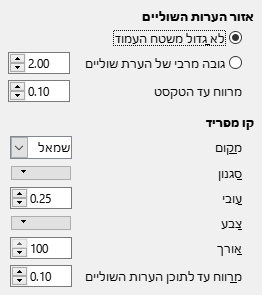 אזור הערות השוליים
לא גדול משטח העמוד
גובה מרבי של הערת שוליים 2.00
מרווח עד הטקסט 0.10
קו מפריד
מקום שמאל
סגנון
עובי 0.25
צבע
אורך 100
מרווח עד לתוכן הערות השוליים 0.10